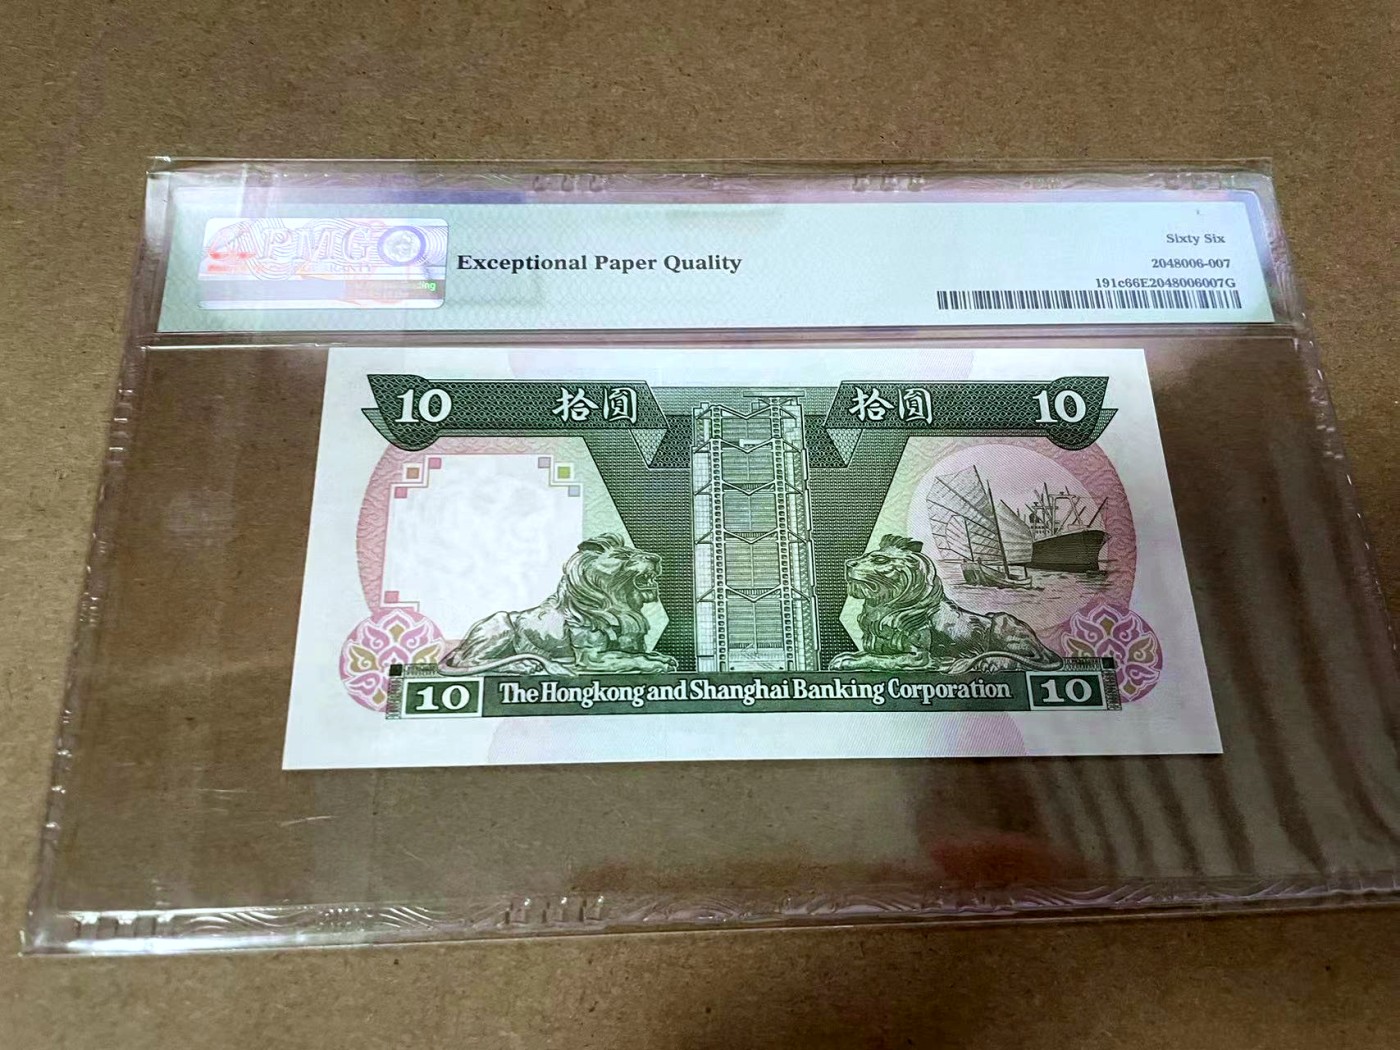 PMG
Exceptional Paper Quality
Sixty Six
2048006-007
191c66E2048006007G
10 拾圓 拾圓 10
10 The Hongkong and Shanghai Banking Corporation 10